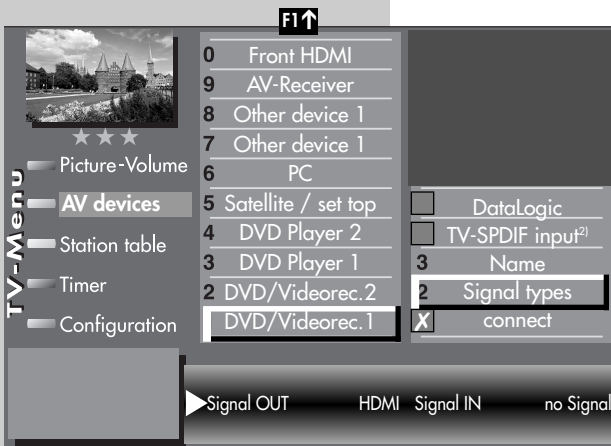 F1↑
TV-Menu
Picture-Volume
AV devices
Station table
Timer
Configuration
0 Front HDMI
9 AV-Receiver
8 Other device 1
7 Other device 1
6 PC
5 Satellite / set top
4 DVD Player 2
3 DVD Player 1
2 DVD/Videorec.2
DVD/Videorec.1
DataLogic
TV-SPDIF input2)
3 Name
2 Signal types
X connect
Signal OUT HDMI Signal IN no Signal